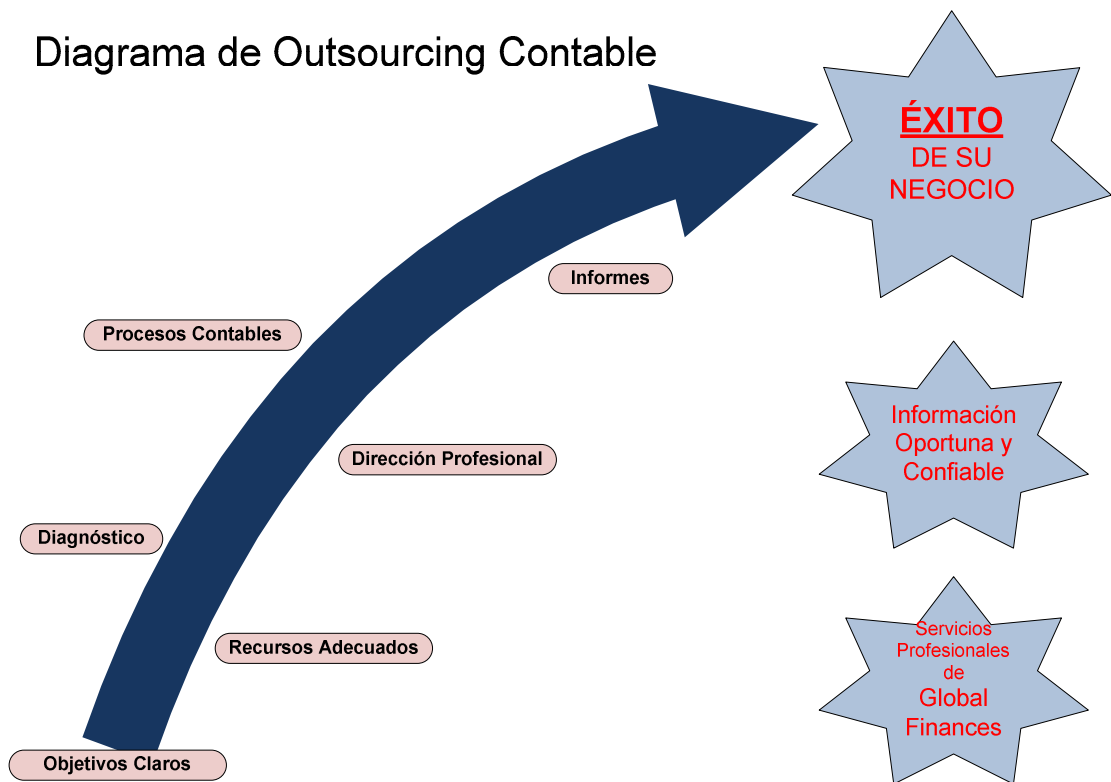 Diagrama de Outsourcing Contable
ÉXITO
DE SU
NEGOCIO
Informes
Procesos Contables
Información
Oportuna y
Confiable
Dirección Profesional
Diagnóstico
Servicios
Profesionales
de
Global
Finances
Recursos Adecuados
Objetivos Claros